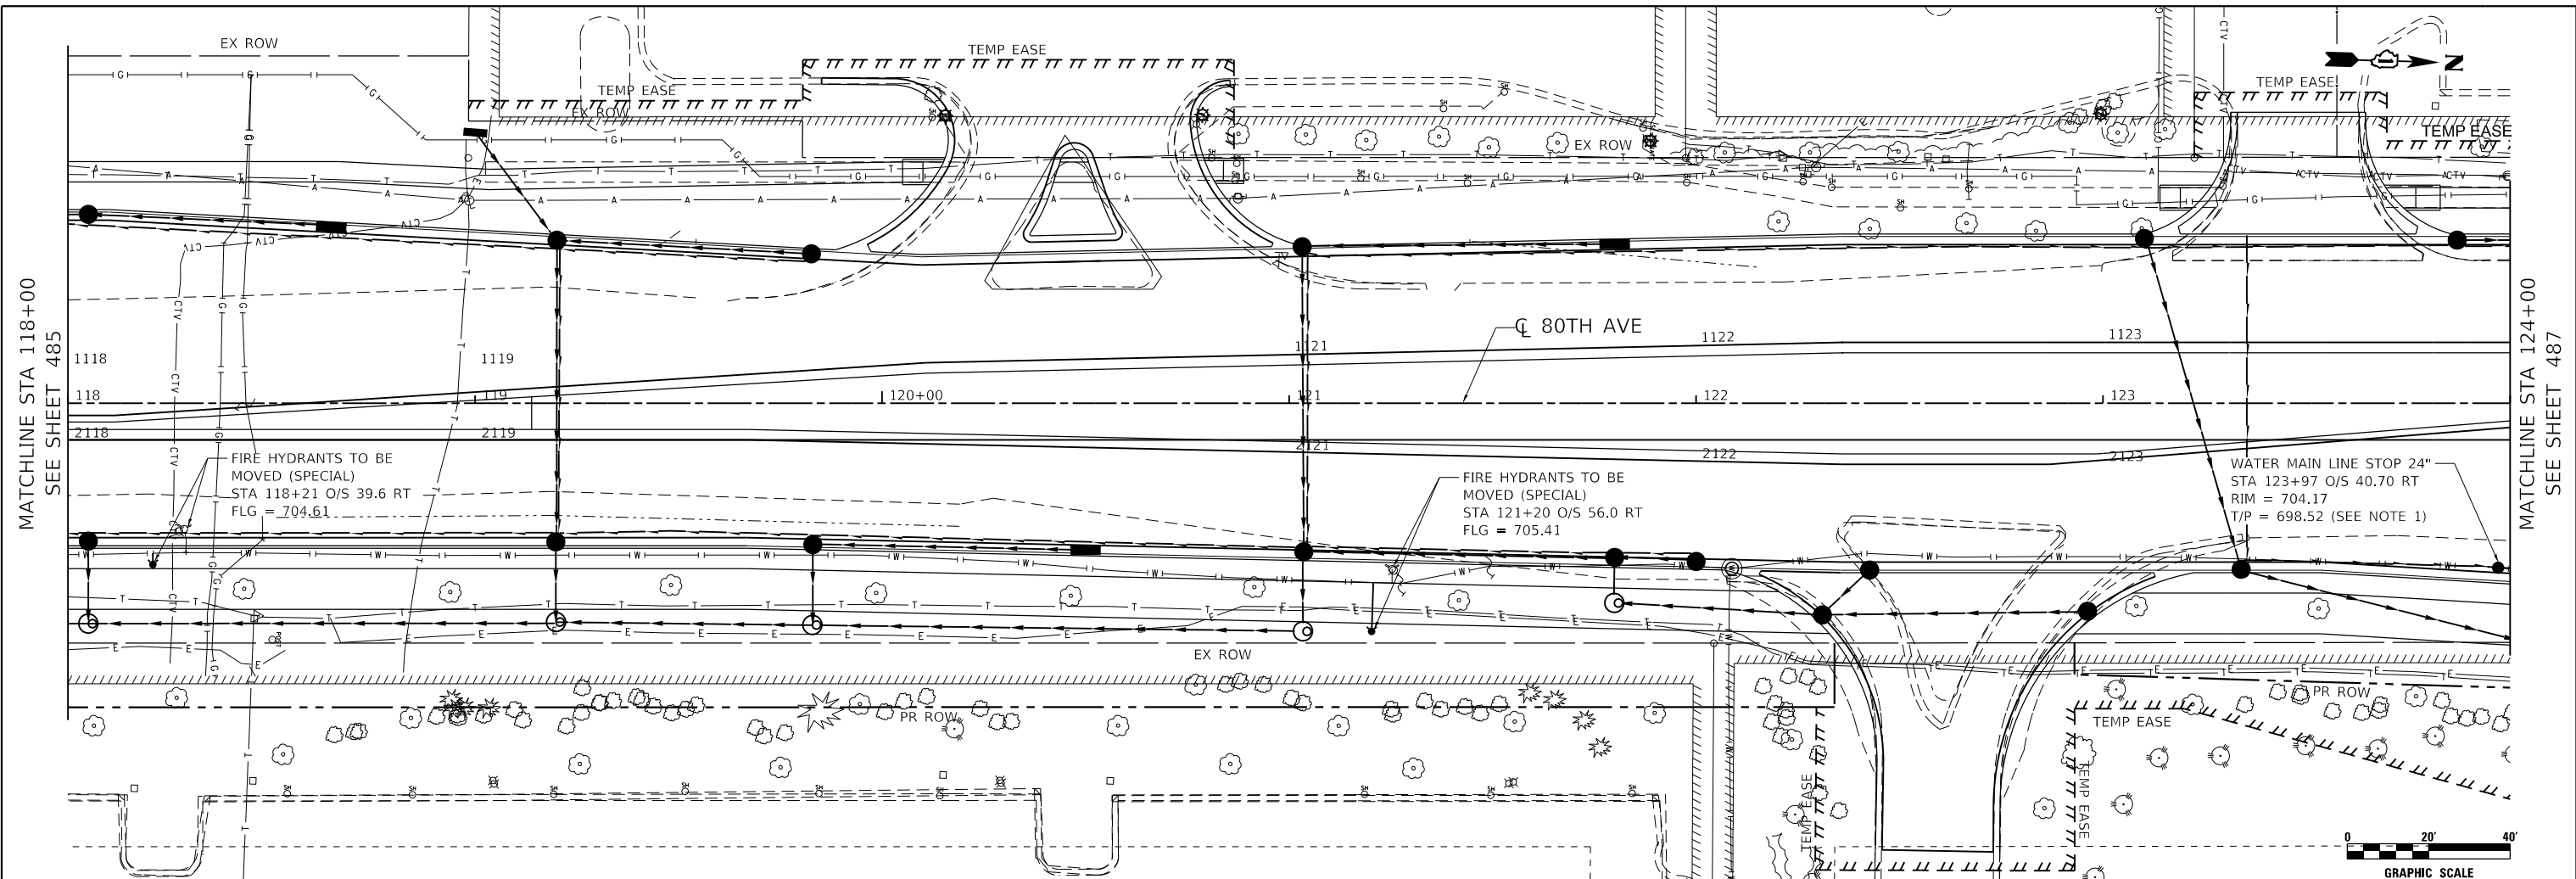 EX ROW
TEMP EASE
TEMP EASE
EX ROW
TEMP EASE
N
TEMP EASE
EX ROW
MATCHLINE STA 118+00
SEE SHEET 485
MATCHLINE STA 124+00
SEE SHEET 487
℄ 80TH AVE
1118
1119
1121
1122
1123
118
119
120+00
121
122
123
2118
2119
2121
2122
2123
FIRE HYDRANTS TO BE
MOVED (SPECIAL)
STA 118+21 O/S 39.6 RT
FLG = 704.61
FIRE HYDRANTS TO BE
MOVED (SPECIAL)
STA 121+20 O/S 56.0 RT
FLG = 705.41
WATER MAIN LINE STOP 24"
STA 123+97 O/S 40.70 RT
RIM = 704.17
T/P = 698.52 (SEE NOTE 1)
EX ROW
PR ROW
PR ROW
TEMP EASE
TEMP EASE
TEMP EASE
0 20' 40'
GRAPHIC SCALE